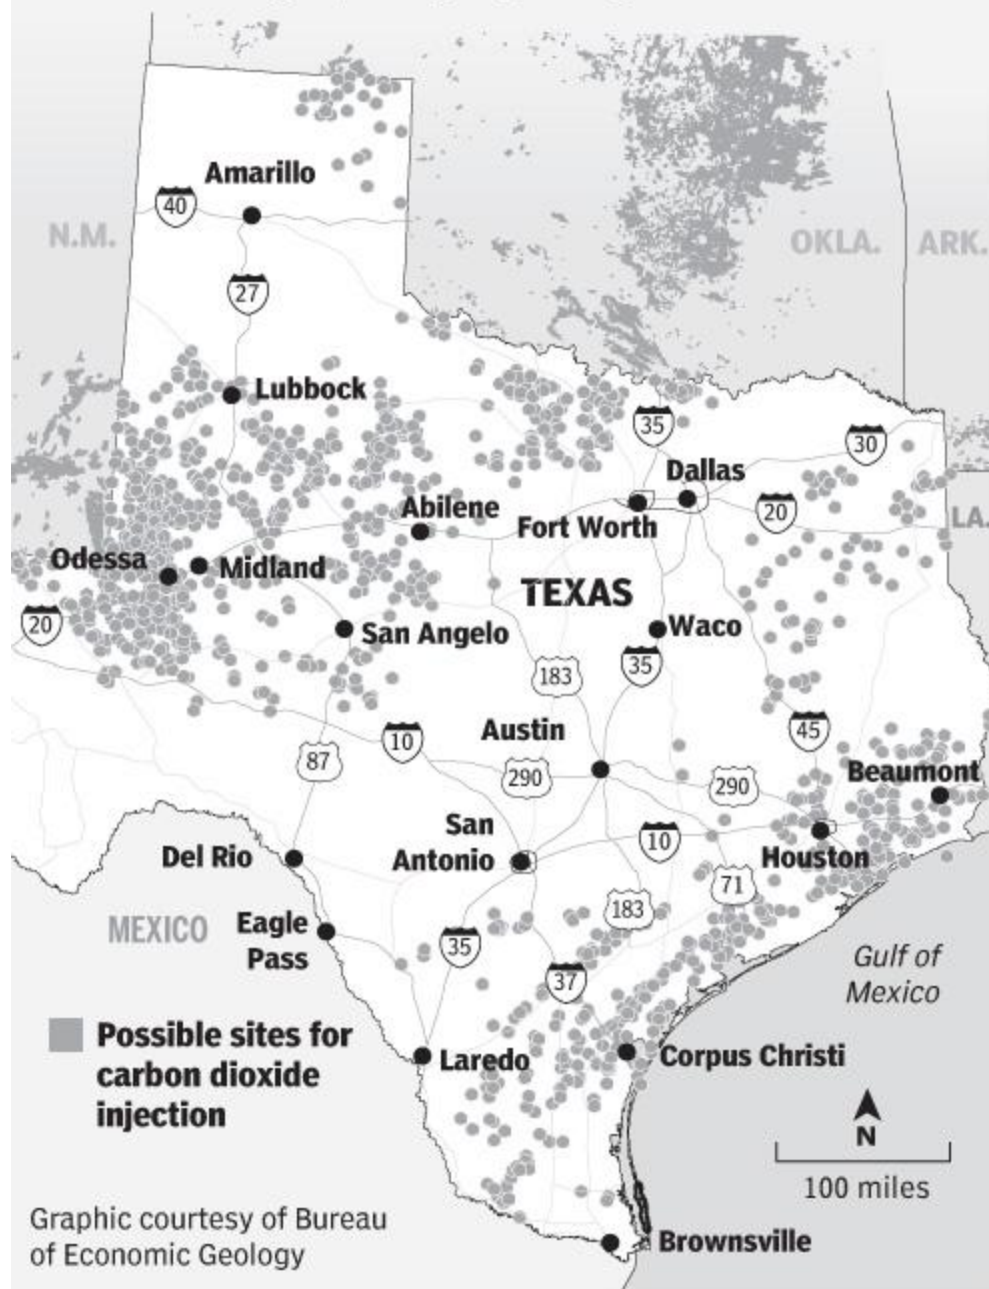 Amarillo
40
N.M.
OKLA.
ARK.
27
Lubbock
35
30
Dallas
Abilene
20
Fort Worth
LA.
Odessa
Midland
TEXAS
20
San Angelo
Waco
35
183
Austin
45
10
87
290
290
Beaumont
San
Antonio
10
Houston
Del Rio
71
183
MEXICO
Eagle
Pass
35
37
Gulf of
Mexico
Possible sites for
carbon dioxide
injection
Laredo
Corpus Christi
N
100 miles
Graphic courtesy of Bureau
of Economic Geology
Brownsville